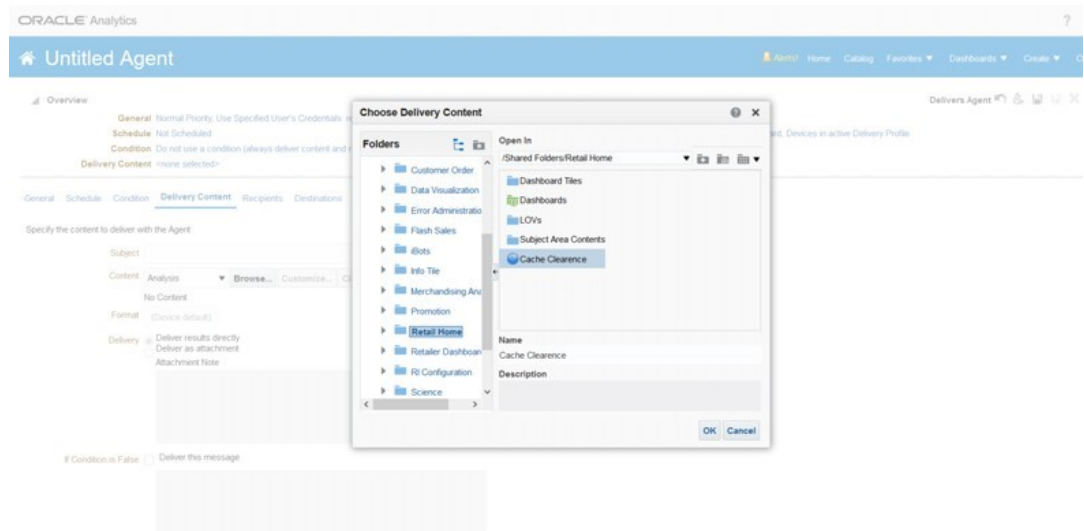 ORACLE Analytics
?
Untitled Agent
Alerts! Home Catalog Favorites Dashboards Create
Overview
Delivers Agent
General Normal Priority, Use Specified User's Credentials
Schedule Not Scheduled
Condition Do not use a condition (always deliver content and
Devices in active Delivery Profile
Delivery Content <none selected>
General Schedule Condition Delivery Content Recipients Destinations
Specify the content to deliver with the Agent
Subject
Content Analysis Browse... Customize...
No Content
Format (Device default)
Delivery Deliver results directly
Deliver as attachment
Attachment Note
If Condition is False Deliver this message
Choose Delivery Content
Folders
Customer Order
Data Visualization
Error Administratio
Flash Sales
iBots
Info Tile
Merchandising Ana
Promotion
Retail Home
Retailer Dashboar
RI Configuration
Science
Open In
/Shared Folders/Retail Home
Dashboard Tiles
Dashboards
LOVs
Subject Area Contents
Cache Clearence
Name
Cache Clearence
Description
OK Cancel